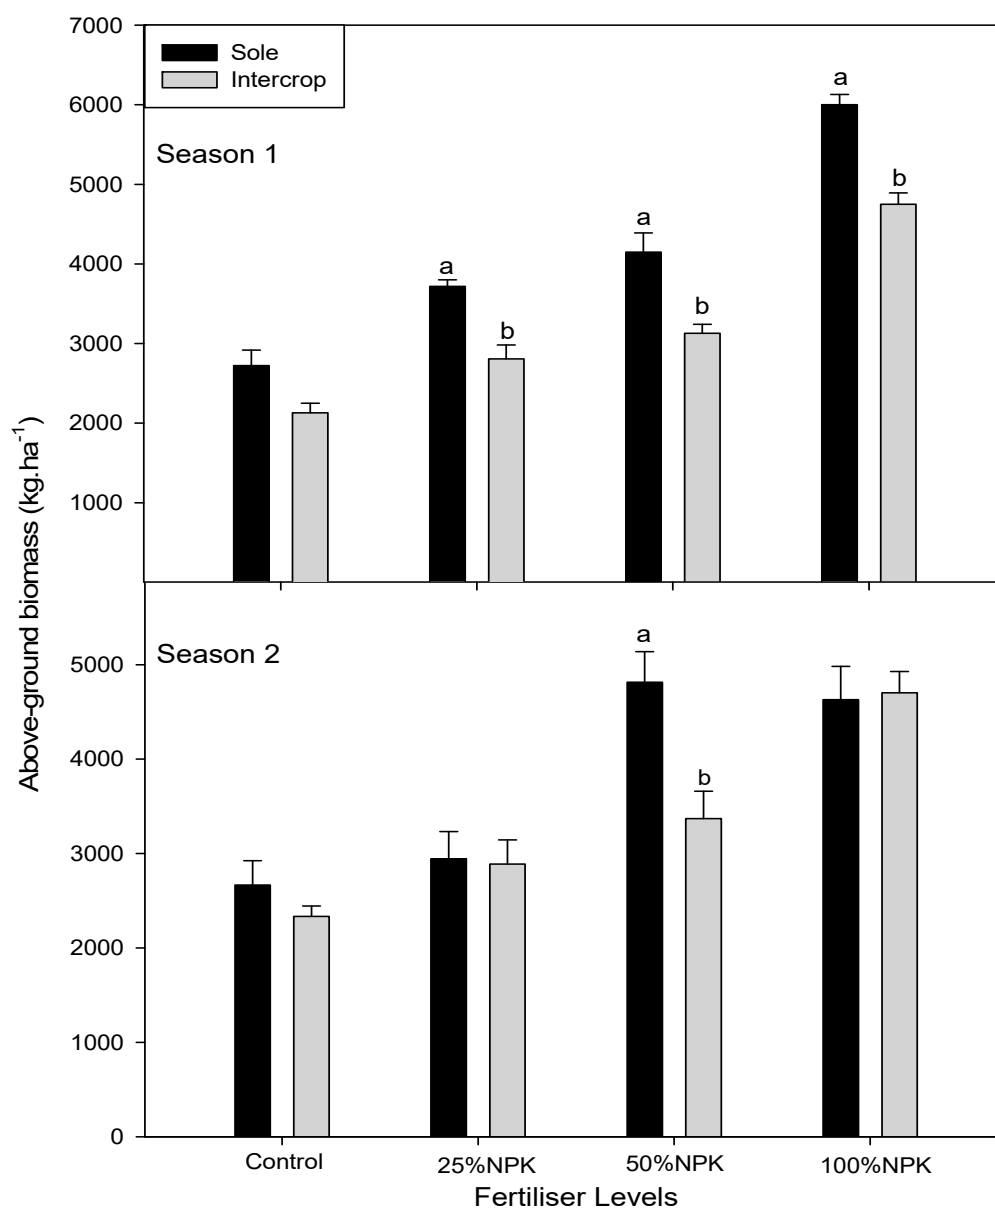 7000
Sole
Intercrop
6000
a
Season 1
5000
b
a
4000
a
b
3000
b
2000
1000
Above-ground biomass (kg.ha-1)
Season 2
a
5000
4000
b
3000
2000
1000
0
Control
25%NPK
50%NPK
100%NPK
Fertiliser Levels